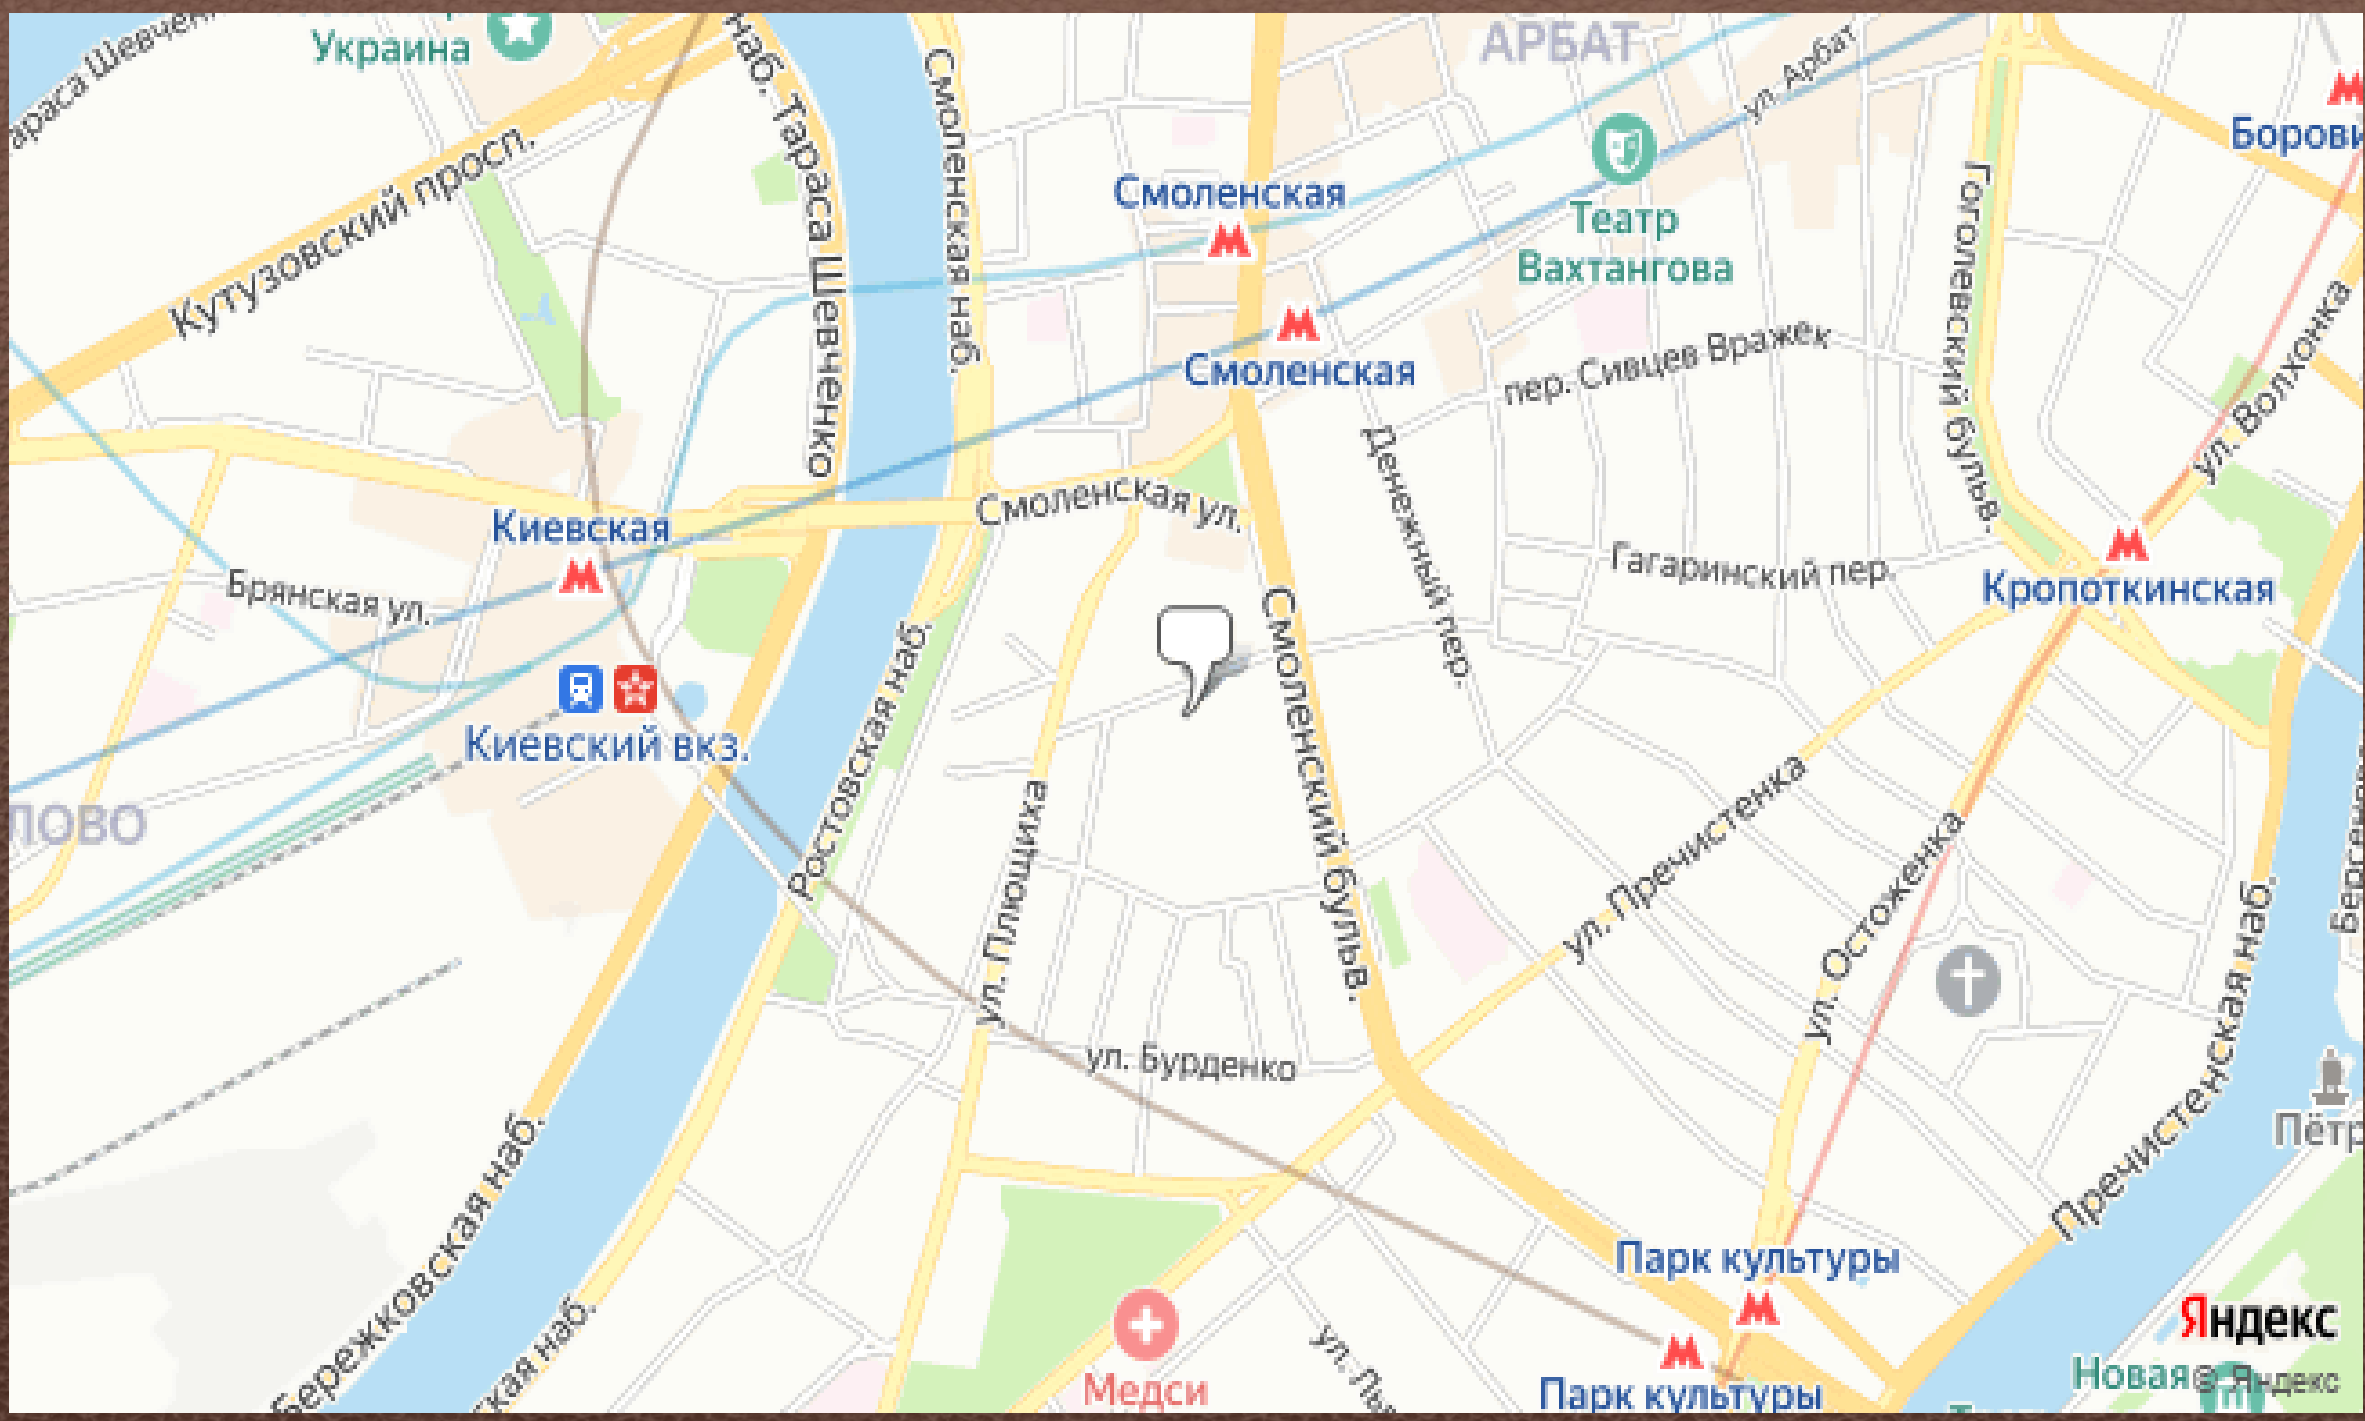 Украина
наб. Тараса Шевченко
Смоленская наб.
АРБАТ
ул. Арбат
Кутузовский просп.
Смоленская
Театр
Вахтангова
Гоголевский бульв.
Смоленская
пер. Сивцев Вражек
ул. Волхонка
Денежный пер.
Смоленская ул.
Киевская
Брянская ул.
Гагаринский пер.
Кропоткинская
Киевский вкз.
Ростовская наб.
Смоленский бульв.
ул. Плющиха
ул. Пречистенка
ул. Остоженка
ул. Бурденко
Бережковская наб.
Пречистенская наб.
Парк культуры
Парк культуры
Медси
Яндекс
Новая
© Яндекс